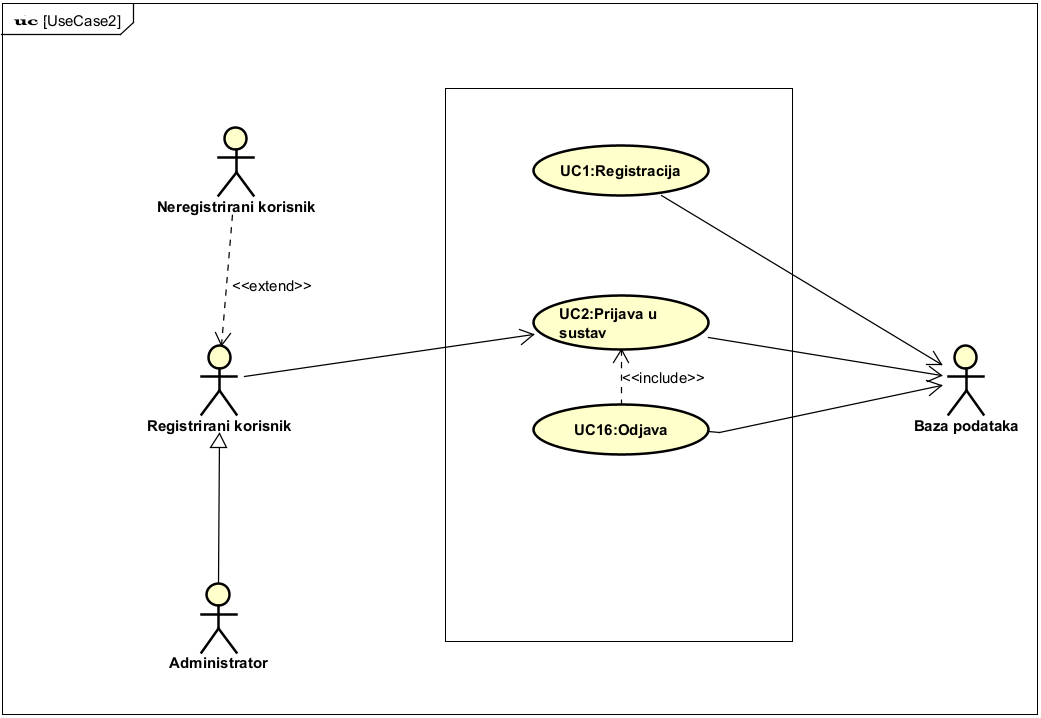 uc [UseCase2]
Neregistrirani korisnik
<<extend>>
Registrirani korisnik
Administrator
UC1:Registracija
UC2:Prijava u
sustav
<<include>>
UC16:Odjava
Baza podataka